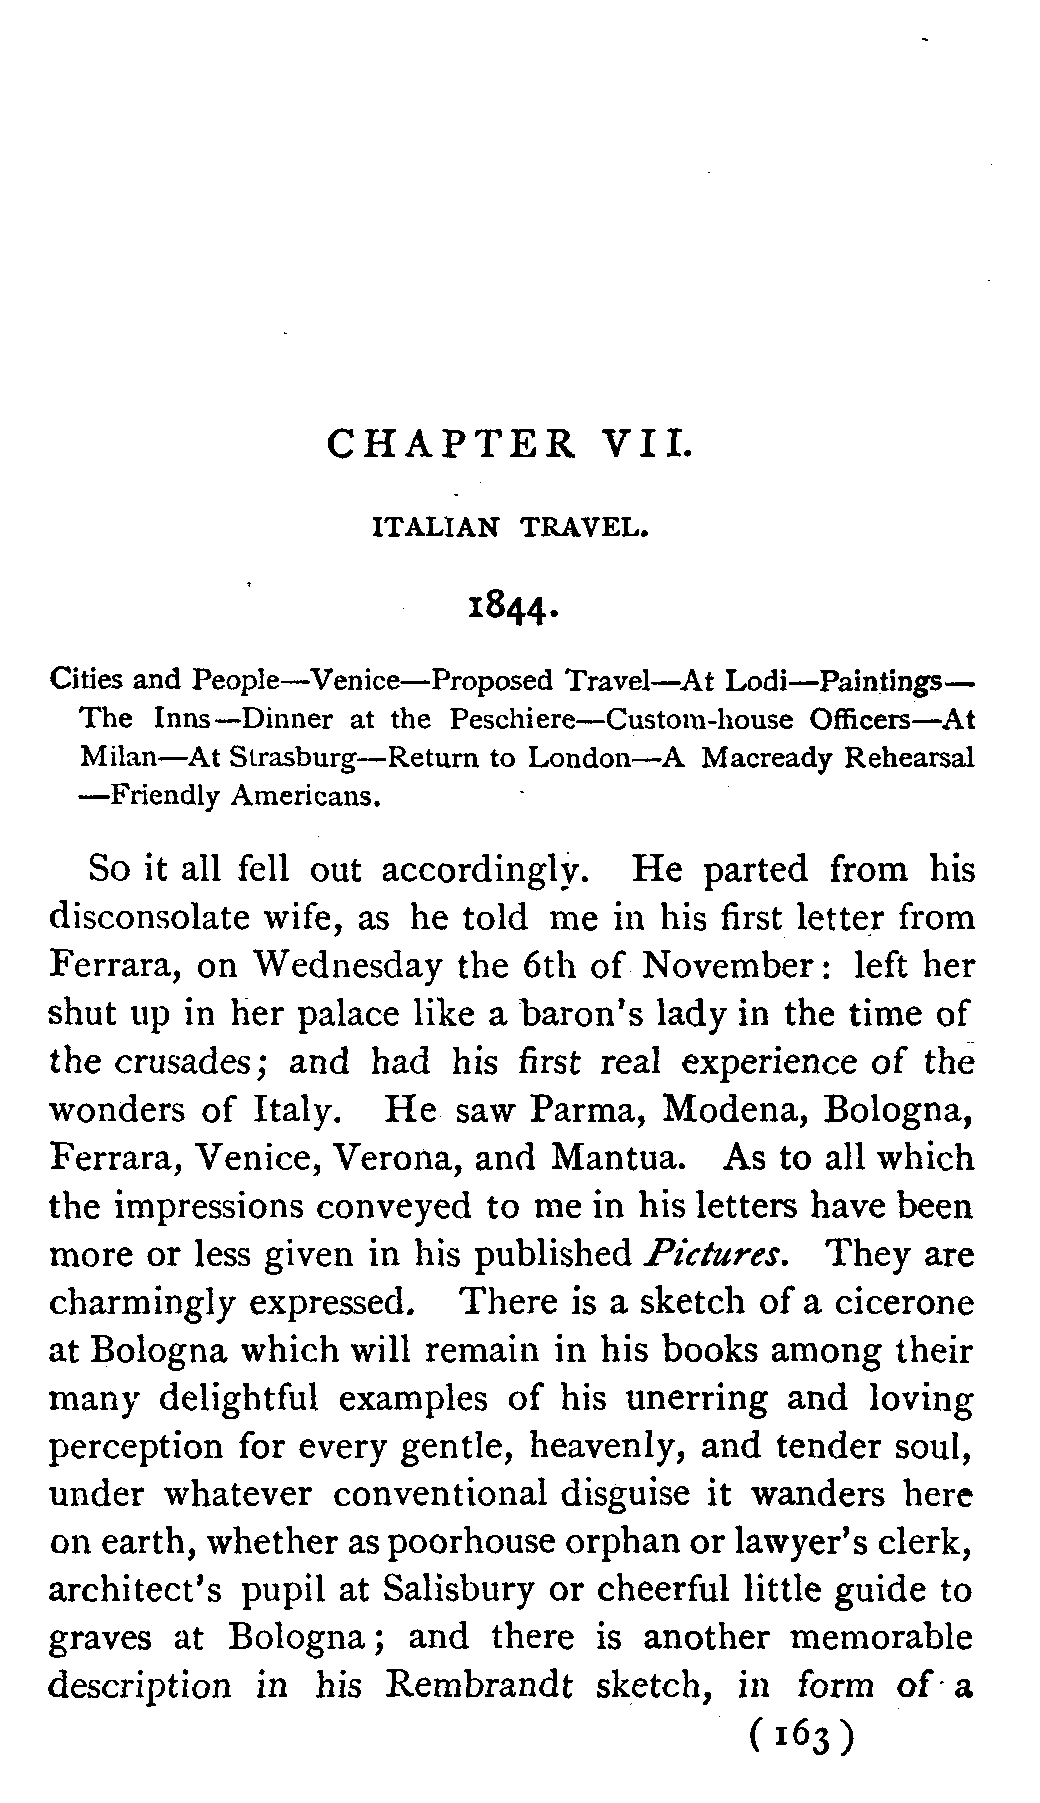 CHAPTER VII.
ITALIAN TRAVEL.
1844.
Cities and People—Venice—Proposed Travel—At Lodi—Paintings—
The Inns—Dinner at the Peschiere—Custom-house Officers—At
Milan—At Strasburg—Return to London—A Macready Rehearsal
—Friendly Americans.
So it all fell out accordingly. He parted from his
disconsolate wife, as he told me in his first letter from
Ferrara, on Wednesday the 6th of November: left her
shut up in her palace like a baron's lady in the time of
the crusades; and had his first real experience of the
wonders of Italy. He saw Parma, Modena, Bologna,
Ferrara, Venice, Verona, and Mantua. As to all which
the impressions conveyed to me in his letters have been
more or less given in his published Pictures. They are
charmingly expressed. There is a sketch of a cicerone
at Bologna which will remain in his books among their
many delightful examples of his unerring and loving
perception for every gentle, heavenly, and tender soul,
under whatever conventional disguise it wanders here
on earth, whether as poorhouse orphan or lawyer's clerk,
architect's pupil at Salisbury or cheerful little guide to
graves at Bologna; and there is another memorable
description in his Rembrandt sketch, in form of a
(163)